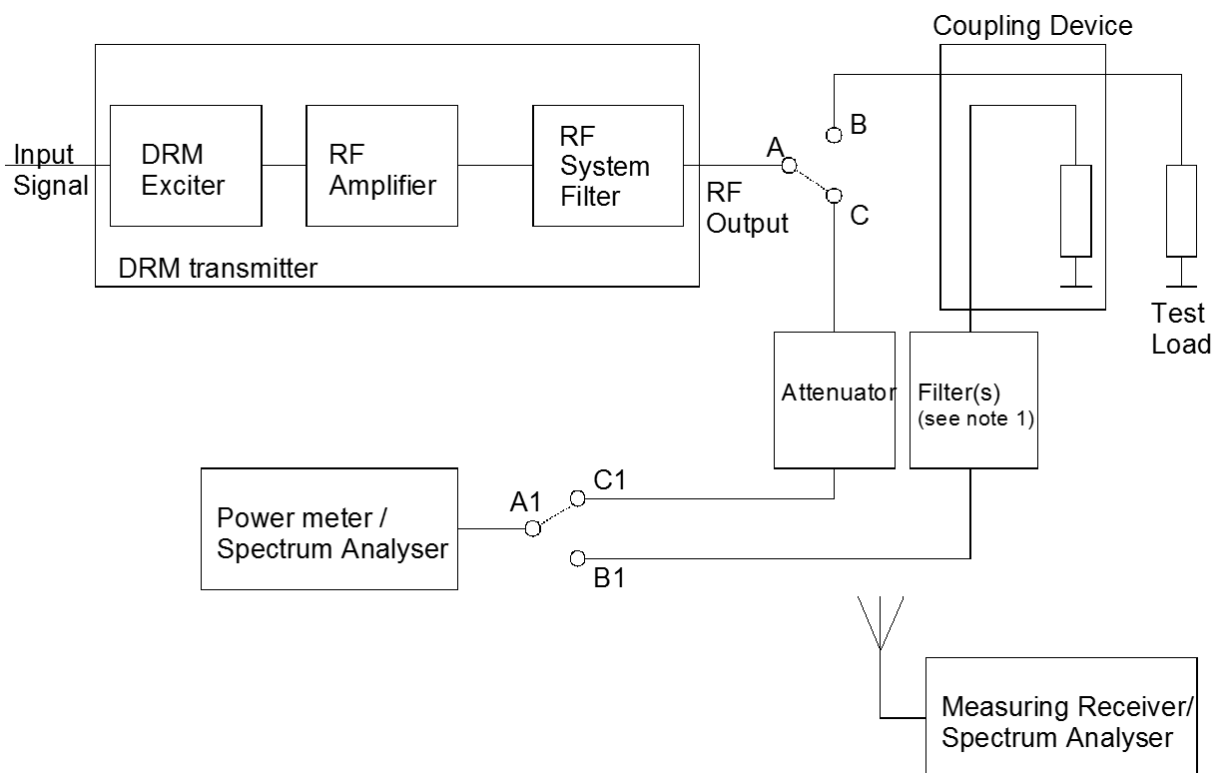 Coupling Device
Input
Signal
DRM
Exciter
RF
Amplifier
RF
System
Filter
DRM transmitter
RF
Output
A
B
C
Test
Load
Attenuator
Filter(s)
(see note 1)
Power meter /
Spectrum Analyser
A1
C1
B1
Measuring Receiver/
Spectrum Analyser